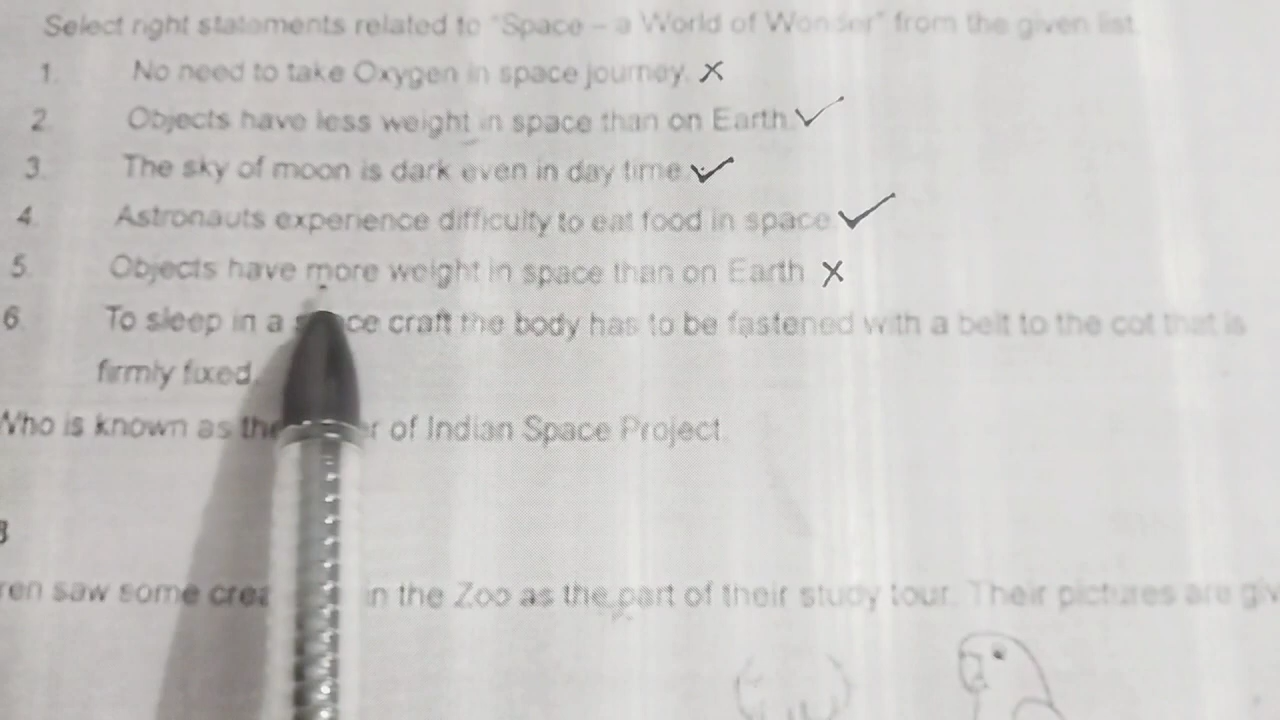 Select right statements related to "Space – a World of Wonder" from the given list
1. No need to take Oxygen in space journey. X
2. Objects have less weight in space than on Earth. ✓
3. The sky of moon is dark even in day time. ✓
4. Astronauts experience difficulty to eat food in space. ✓
5. Objects have more weight in space than on Earth X
6. To sleep in a craft the body has to be fastened with a belt to the cot that is
firmly fixed.
Who is known as the of Indian Space Project.
saw some in the Zoo as the part of their study tour. Their pictures are